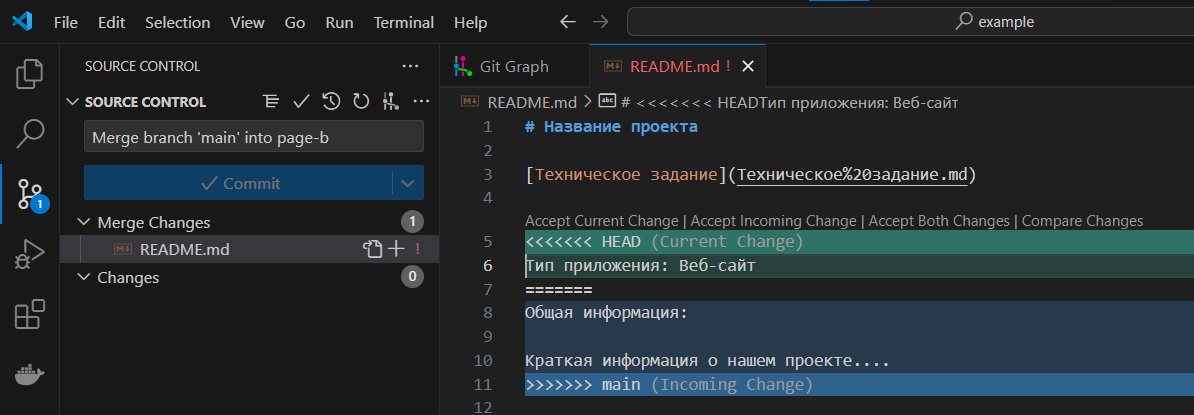 File Edit Selection View Go Run Terminal Help
example
SOURCE CONTROL
SOURCE CONTROL
Merge branch 'main' into page-b
Commit
Merge Changes 1
README.md !
Changes 0
1
Git Graph
README.md !
README.md > # <<<<<<< HEADТип приложения: Веб-сайт
1 # Название проекта
2
3 [Техническое задание](Техническое%20задание.md)
4
Accept Current Change | Accept Incoming Change | Accept Both Changes | Compare Changes
5 <<<<<<< HEAD (Current Change)
6 Тип приложения: Веб-сайт
7 =======
8 Общая информация:
9
10 Краткая информация о нашем проекте....
11 >>>>>>> main (Incoming Change)
12